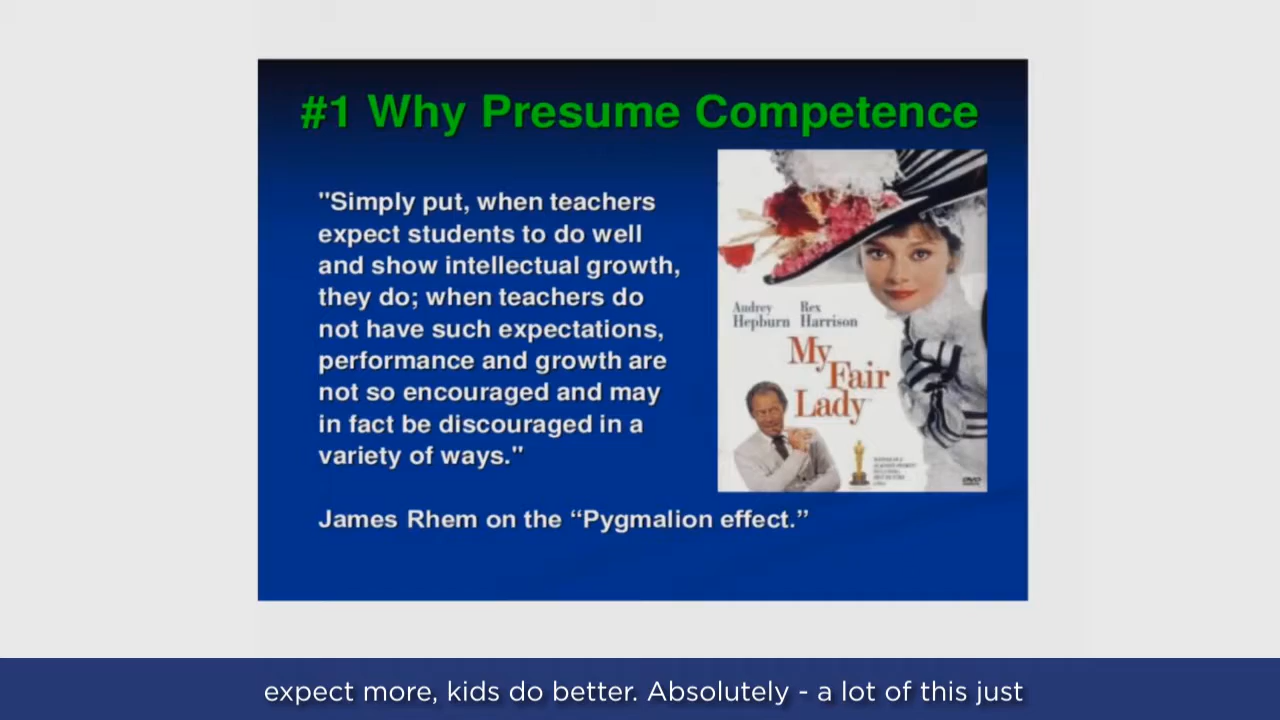 #1 Why Presume Competence
"Simply put, when teachers
expect students to do well
and show intellectual growth,
they do; when teachers do
not have such expectations,
performance and growth are
not so encouraged and may
in fact be discouraged in a
variety of ways."
James Rhem on the “Pygmalion effect.”
Audrey Hepburn
Rex Harrison
My
Fair
Lady
DVD
expect more, kids do better. Absolutely - a lot of this just